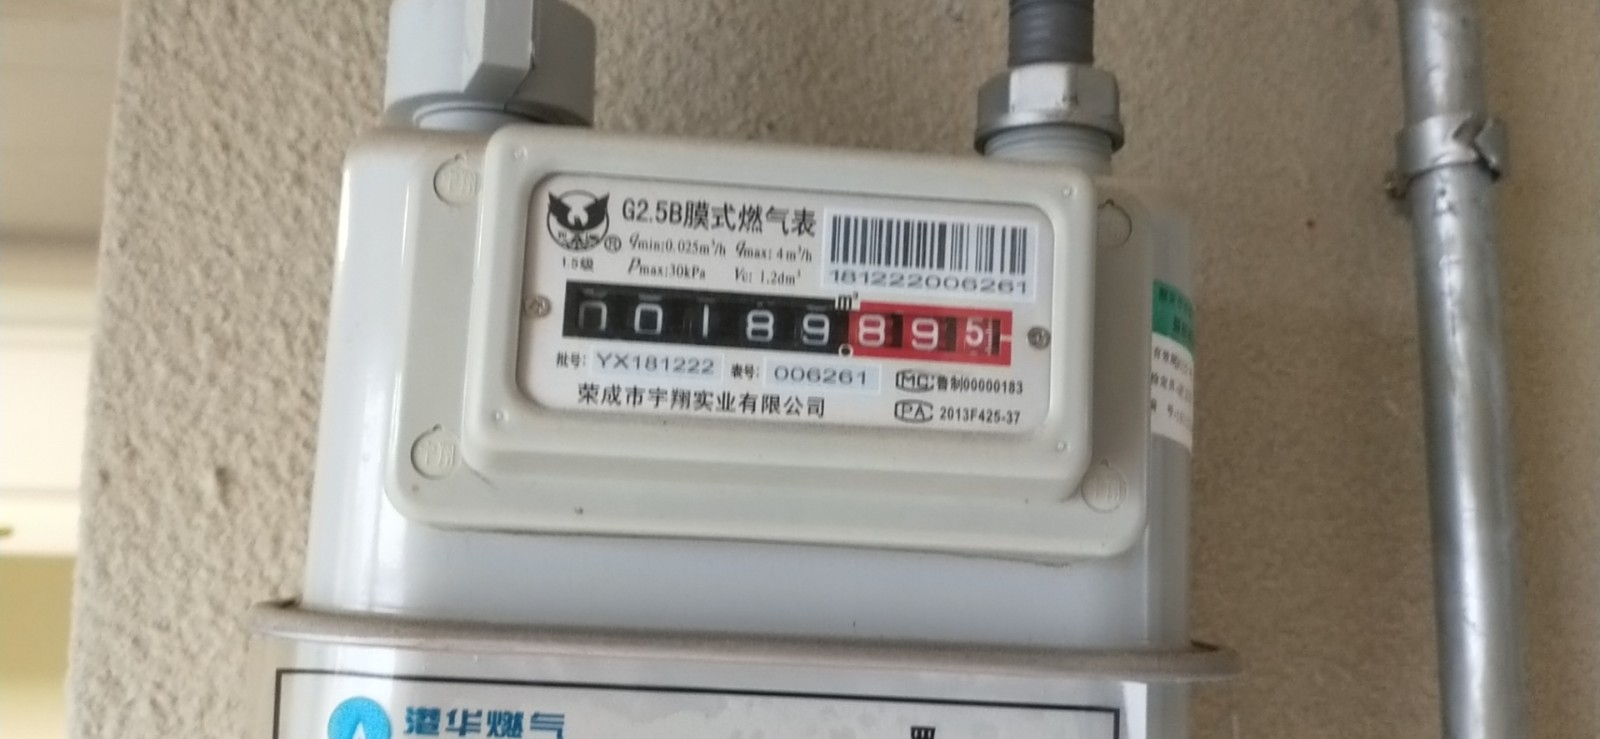 G2.5B膜式燃气表
qmin:0.025m³/h qmax: 4m³/h
1.5级 Pmax:30kPa Vc: 1.2dm³
181222006261
m³
00189895
批号: YX181222 表号: 006261
MC 鲁制00000183
荣成市宇翔实业有限公司
PA 2013F425-37
港华燃气